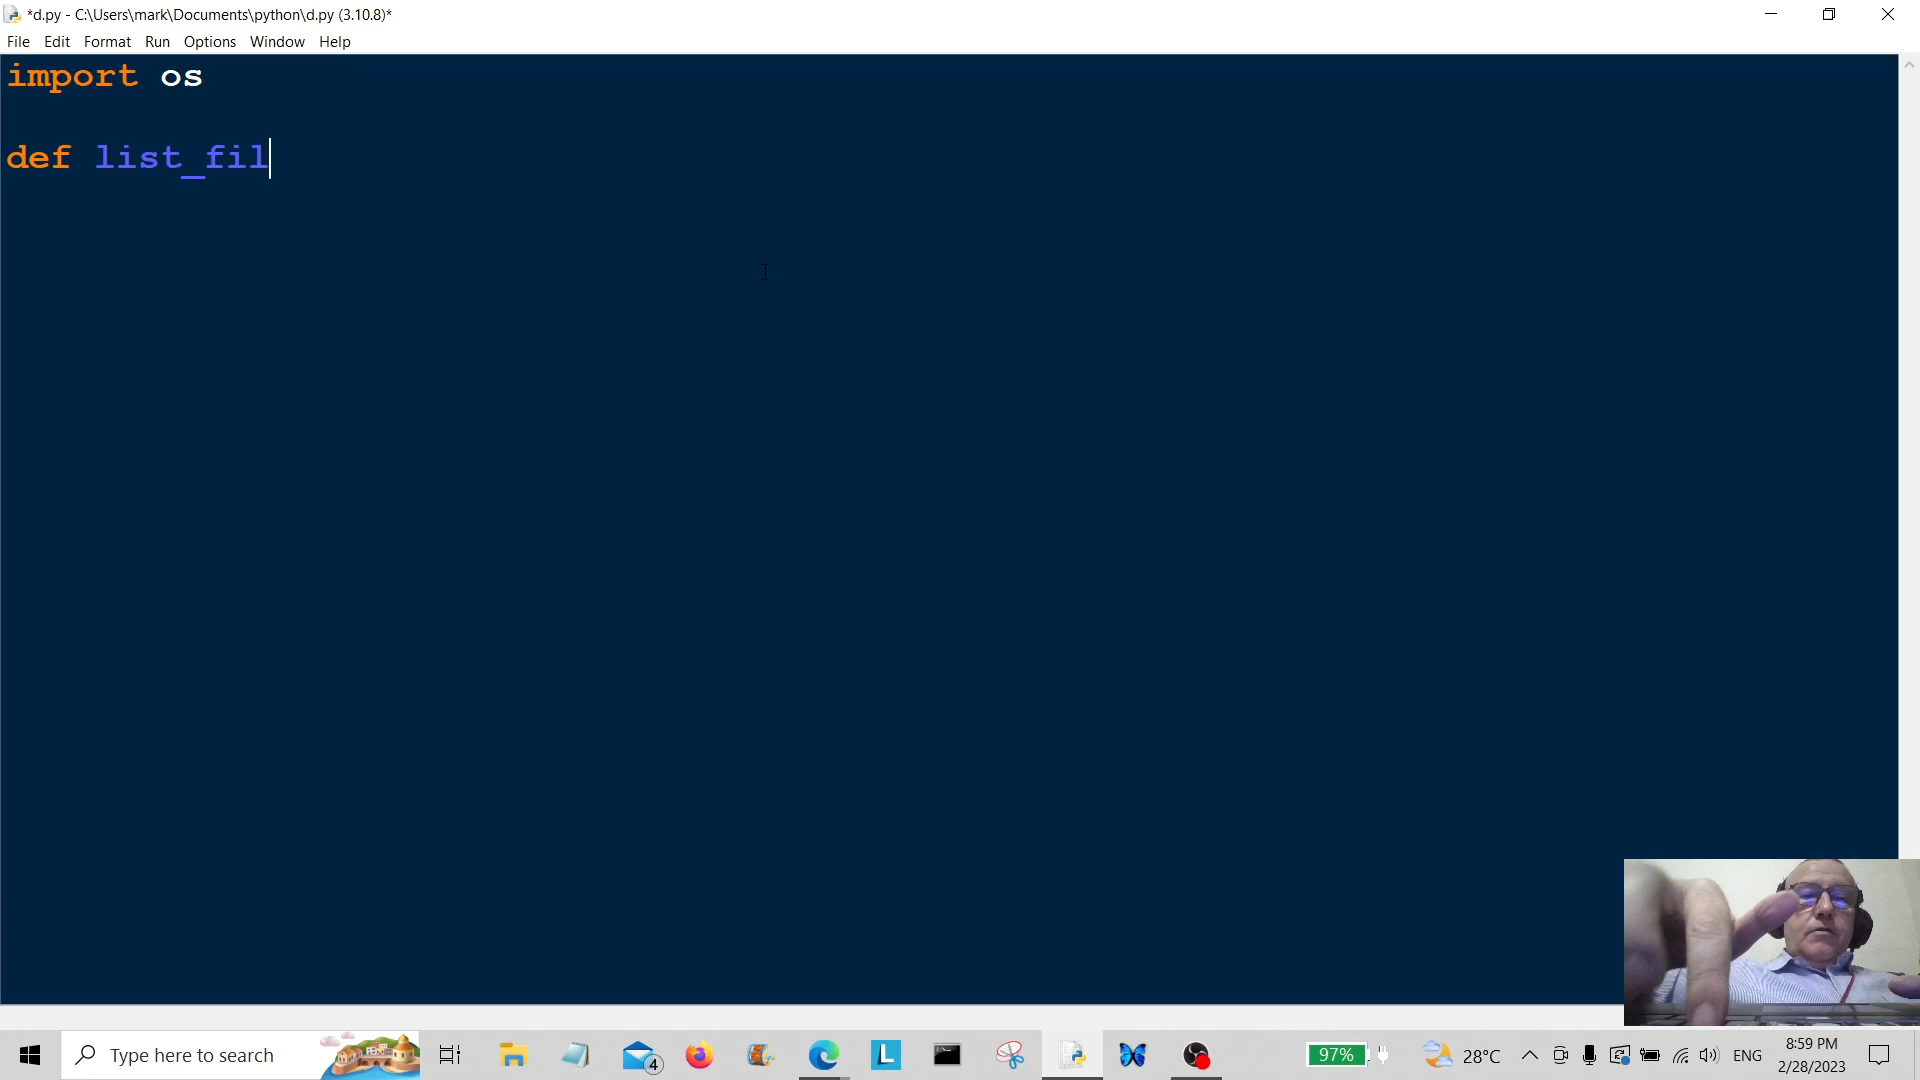 *d.py - C:\Users\mark\Documents\python\d.py (3.10.8)*
File Edit Format Run Options Window Help
import os
def list_fil
Type here to search
4
L
97%
28°C
ENG
8:59 PM
2/28/2023